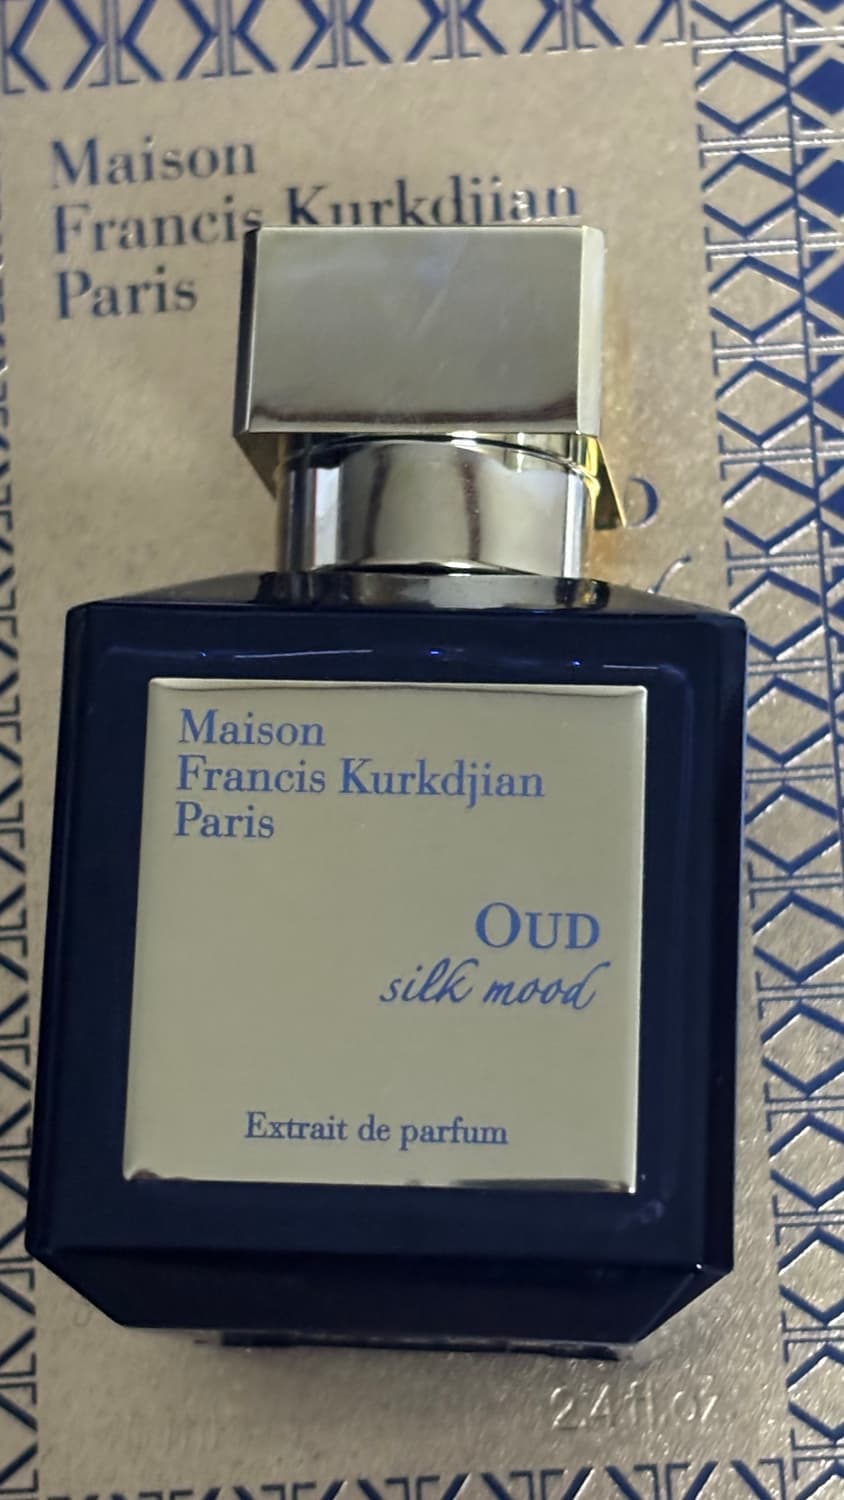 Maison
Francis Kurkdjian
Paris
Maison
Francis Kurkdjian
Paris
OUD
silk mood
Extrait de parfum
2.4 fl.oz.